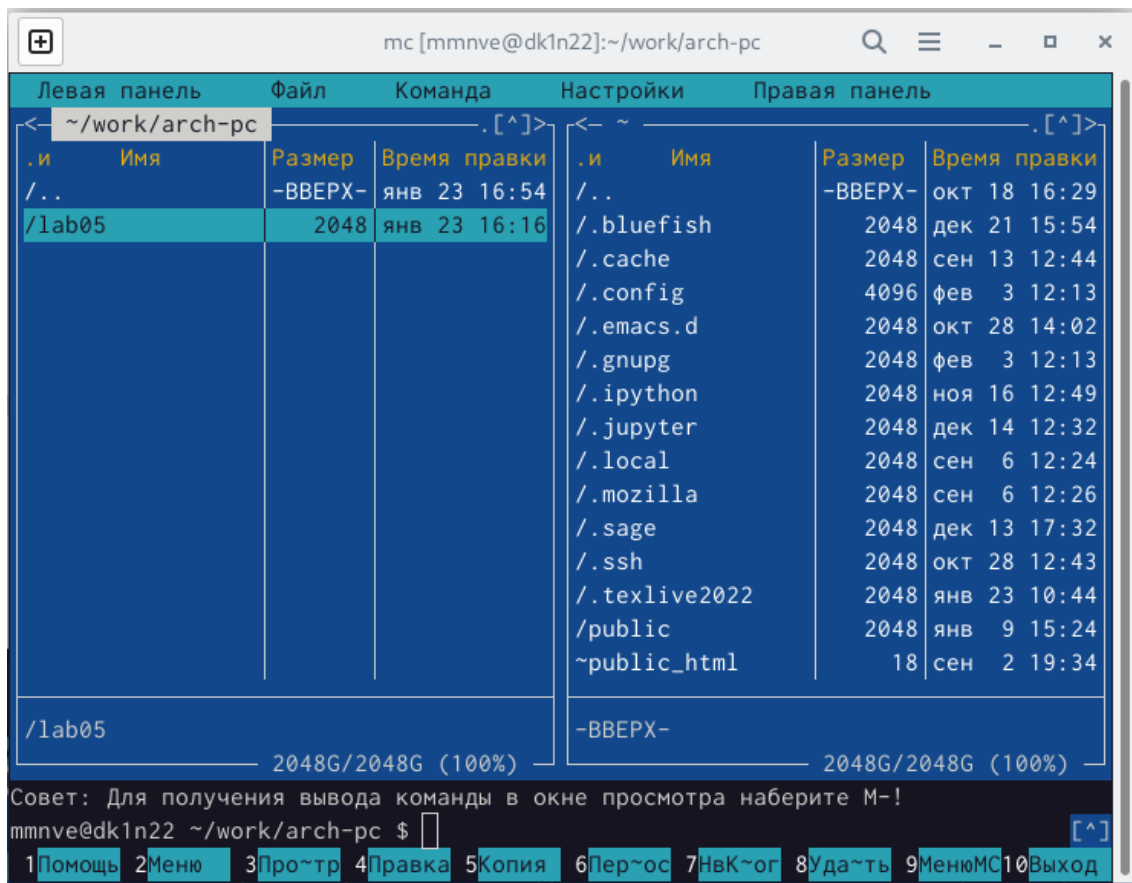 mc [mmnve@dk1n22]:~/work/arch-pc
Левая панель Файл Команда Настройки Правая панель
<— ~/work/arch-pc .[^]> <— ~ .[^]>
.и Имя Размер Время правки .и Имя Размер Время правки
/.. -ВВЕРХ- янв 23 16:54 /.. -ВВЕРХ- окт 18 16:29
/lab05 2048 янв 23 16:16 /.bluefish 2048 дек 21 15:54
/.cache 2048 сен 13 12:44
/.config 4096 фев 3 12:13
/.emacs.d 2048 окт 28 14:02
/.gnupg 2048 фев 3 12:13
/.ipython 2048 ноя 16 12:49
/.jupyter 2048 дек 14 12:32
/.local 2048 сен 6 12:24
/.mozilla 2048 сен 6 12:26
/.sage 2048 дек 13 17:32
/.ssh 2048 окт 28 12:43
/.texlive2022 2048 янв 23 10:44
/public 2048 янв 9 15:24
~public_html 18 сен 2 19:34
/lab05 -ВВЕРХ-
2048G/2048G (100%) 2048G/2048G (100%)
Совет: Для получения вывода команды в окне просмотра наберите M-!
mmnve@dk1n22 ~/work/arch-pc $ [^]
1Помощь 2Меню 3Про~тр 4Правка 5Копия 6Пер~ос 7НвК~ог 8Уда~ть 9МенюMC 10Выход